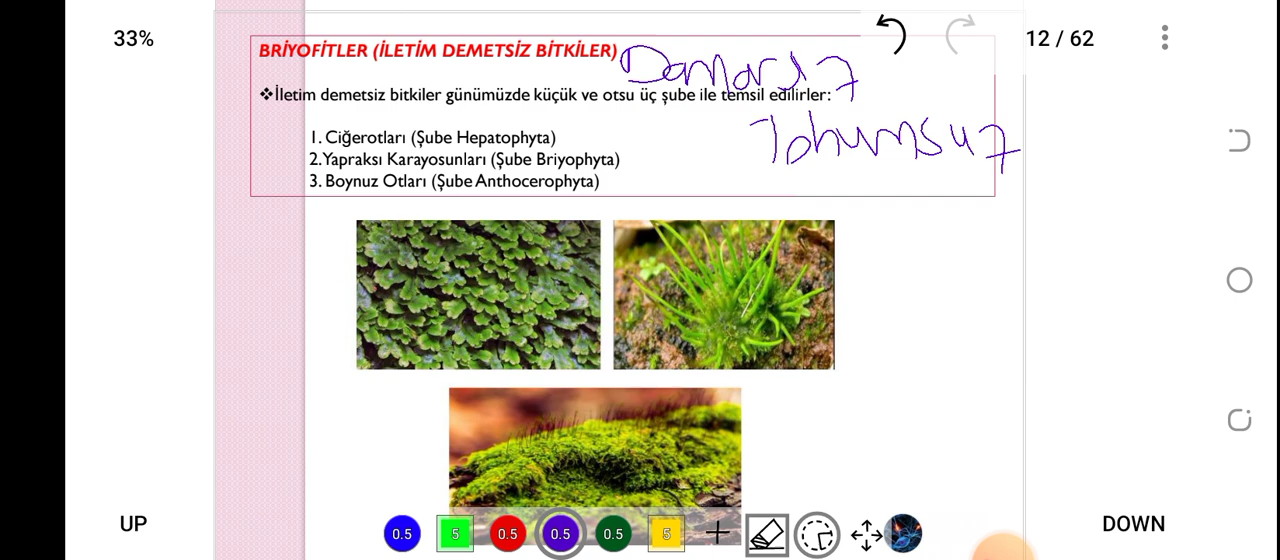 33%
12 / 62
BRİYOFİTLER (İLETİM DEMETSİZ BİTKİLER)
Damarsız
❖İletim demetsiz bitkiler günümüzde küçük ve otsu üç şube ile temsil edilirler:
Tohumsuz
1. Ciğerotları (Şube Hepatophyta)
2.Yapraksı Karayosunları (Şube Briyophyta)
3. Boynuz Otları (Şube Anthocerophyta)
UP
0.5 5 0.5 0.5 0.5 5
DOWN